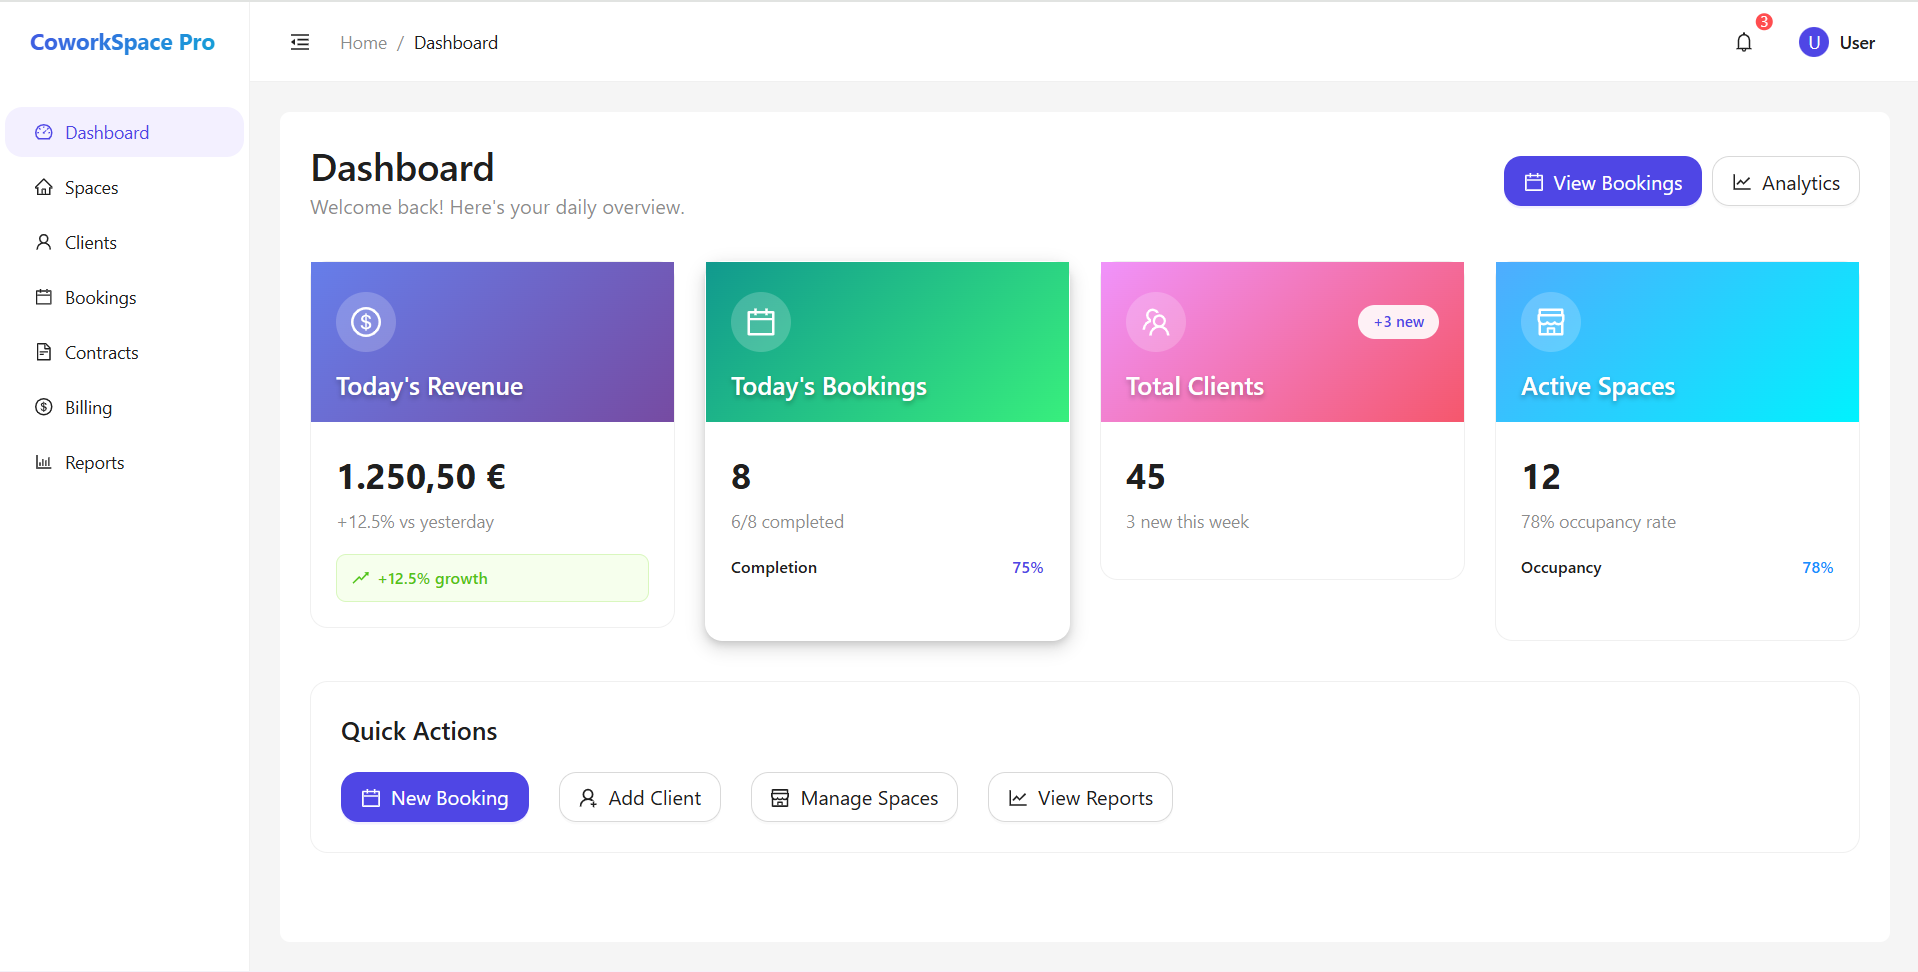 CoworkSpace Pro
Home / Dashboard
3
U
User
Dashboard
Spaces
Clients
Bookings
Contracts
Billing
Reports
Dashboard
Welcome back! Here's your daily overview.
View Bookings
Analytics
Today's Revenue
1.250,50 €
+12.5% vs yesterday
+12.5% growth
Today's Bookings
8
6/8 completed
Completion 75%
+3 new
Total Clients
45
3 new this week
Active Spaces
12
78% occupancy rate
Occupancy 78%
Quick Actions
New Booking
Add Client
Manage Spaces
View Reports